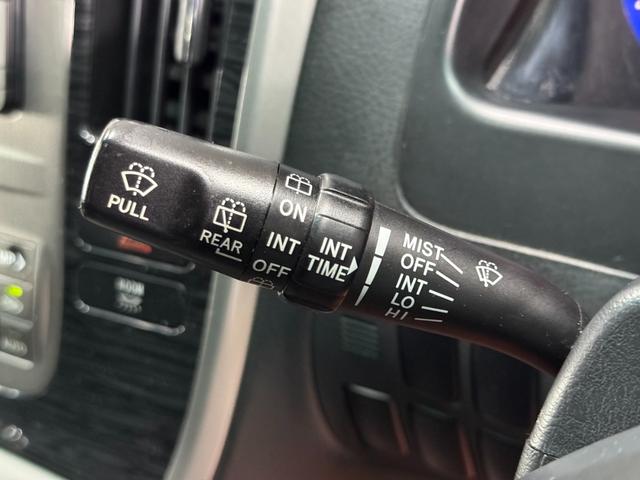 PULL
REAR
ON
INT
OFF
INT
TIME
MIST
OFF
INT
LO
HI